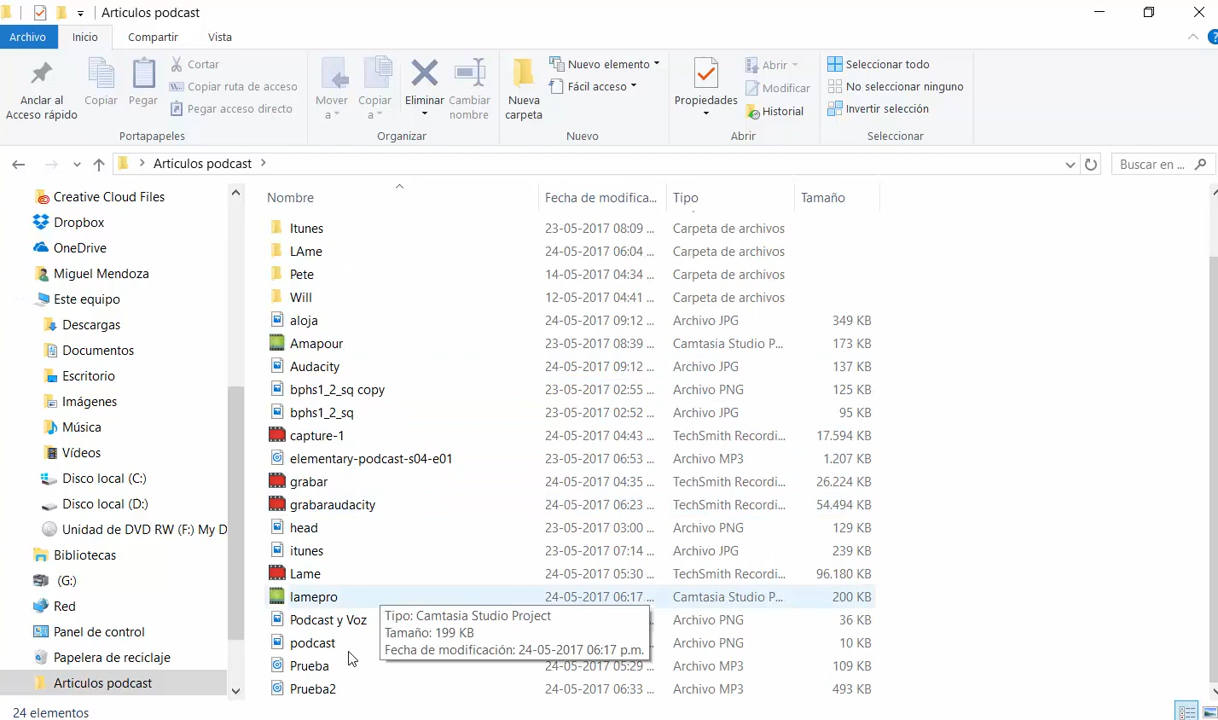 Articulos podcast
Archivo Inicio Compartir Vista
Anclar al Acceso rápido
Copiar
Pegar
Cortar
Copiar ruta de acceso
Pegar acceso directo
Portapapeles
Mover a
Copiar a
Eliminar
Cambiar nombre
Organizar
Nueva carpeta
Nuevo elemento
Fácil acceso
Nuevo
Propiedades
Abrir
Modificar
Historial
Abrir
Seleccionar todo
No seleccionar ninguno
Invertir selección
Seleccionar
Articulos podcast
Buscar en ...
Creative Cloud Files
Dropbox
OneDrive
Miguel Mendoza
Este equipo
Descargas
Documentos
Escritorio
Imágenes
Música
Vídeos
Disco local (C:)
Disco local (D:)
Unidad de DVD RW (F:) My D
Bibliotecas
(G:)
Red
Panel de control
Papelera de reciclaje
Articulos podcast
Nombre Fecha de modifica... Tipo Tamaño
Itunes 23-05-2017 08:09 ... Carpeta de archivos
LAme 24-05-2017 06:04 ... Carpeta de archivos
Pete 14-05-2017 04:34 ... Carpeta de archivos
Will 12-05-2017 04:41 ... Carpeta de archivos
aloja 24-05-2017 09:12 ... Archivo JPG 349 KB
Amapour 23-05-2017 08:39 ... Camtasia Studio P... 173 KB
Audacity 24-05-2017 09:12 ... Archivo JPG 137 KB
bphs1_2_sq copy 23-05-2017 02:55 ... Archivo PNG 125 KB
bphs1_2_sq 23-05-2017 02:52 ... Archivo JPG 95 KB
capture-1 24-05-2017 04:43 ... TechSmith Recordi... 17.594 KB
elementary-podcast-s04-e01 23-05-2017 06:53 ... Archivo MP3 1.207 KB
grabar 24-05-2017 04:35 ... TechSmith Recordi... 26.224 KB
grabaraudacity 24-05-2017 06:23 ... TechSmith Recordi... 54.494 KB
head 23-05-2017 03:00 ... Archivo PNG 129 KB
itunes 23-05-2017 07:14 ... Archivo JPG 239 KB
Lame 24-05-2017 05:30 ... TechSmith Recordi... 96.180 KB
lamepro 24-05-2017 06:17 ... Camtasia Studio P... 200 KB
Podcast y Voz Archivo PNG 36 KB
podcast Archivo PNG 10 KB
Prueba 24-05-2017 05:29 ... Archivo MP3 109 KB
Prueba2 24-05-2017 06:33 ... Archivo MP3 493 KB
Tipo: Camtasia Studio Project
Tamaño: 199 KB
Fecha de modificación: 24-05-2017 06:17 p.m.
24 elementos